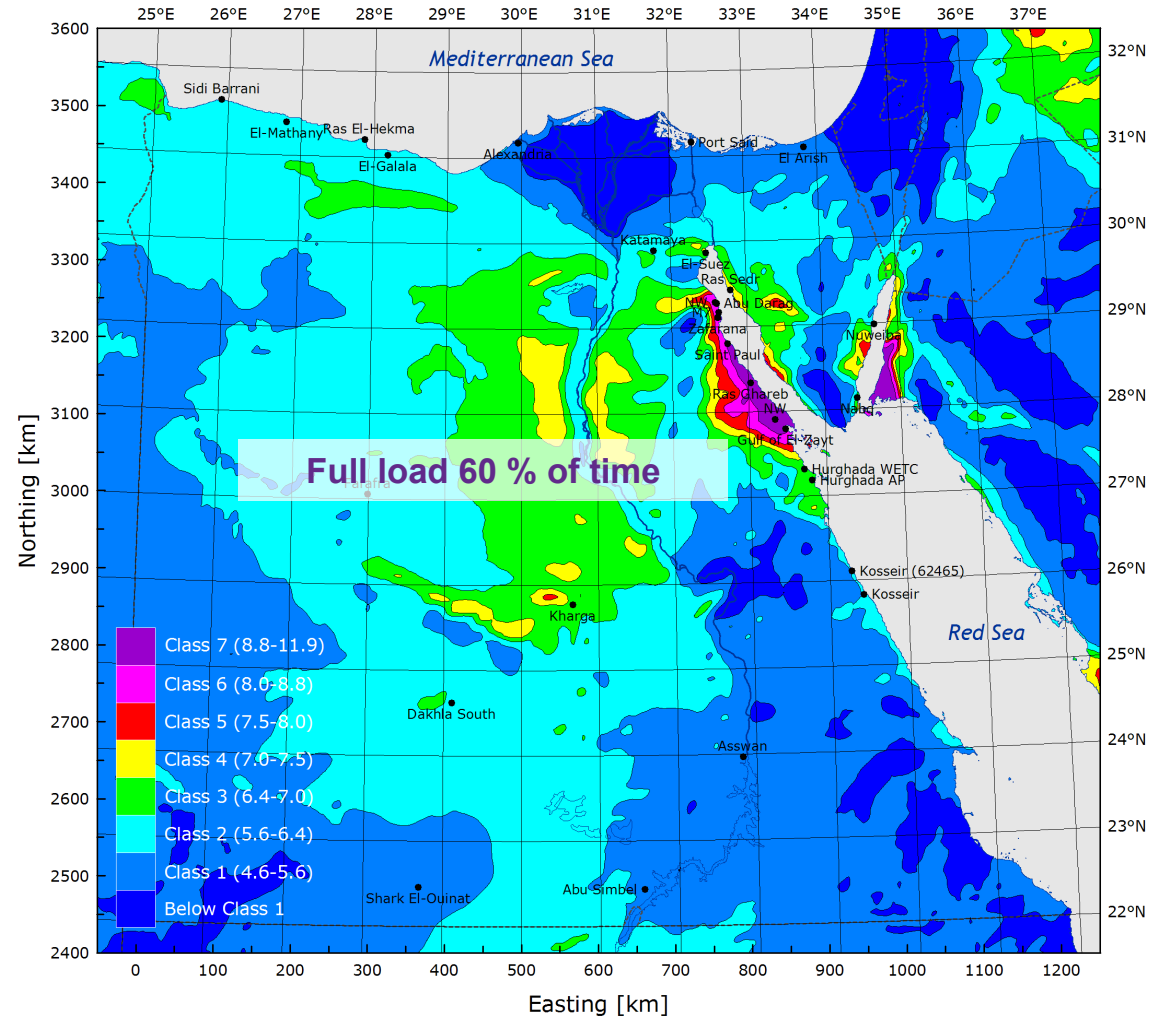 25°E 26°E 27°E 28°E 29°E 30°E 31°E 32°E 33°E 34°E 35°E 36°E 37°E
3600
3500
3400
3300
3200
3100
3000
2900
2800
2700
2600
2500
2400
Northing [km]
32°N
31°N
30°N
29°N
28°N
27°N
26°N
25°N
24°N
23°N
22°N
Mediterranean Sea
Sidi Barrani
El-Mathany
Ras El-Hekma
El-Galala
Alexandria
Port Said
El Arish
Katamaya
El-Suez
Ras Sedr
NW
Abu Darag
M7
Zafarana
Saint Paul
Nuweiba
Ras Ghareb
NW
Nabq
Gulf of El-Zayt
Full load 60 % of time
Farafra
Hurghada WETC
Hurghada AP
Kosseir (62465)
Kosseir
Kharga
Red Sea
Dakhla South
Asswan
Abu Simbel
Shark El-Ouinat
Class 7 (8.8-11.9)
Class 6 (8.0-8.8)
Class 5 (7.5-8.0)
Class 4 (7.0-7.5)
Class 3 (6.4-7.0)
Class 2 (5.6-6.4)
Class 1 (4.6-5.6)
Below Class 1
0 100 200 300 400 500 600 700 800 900 1000 1100 1200
Easting [km]